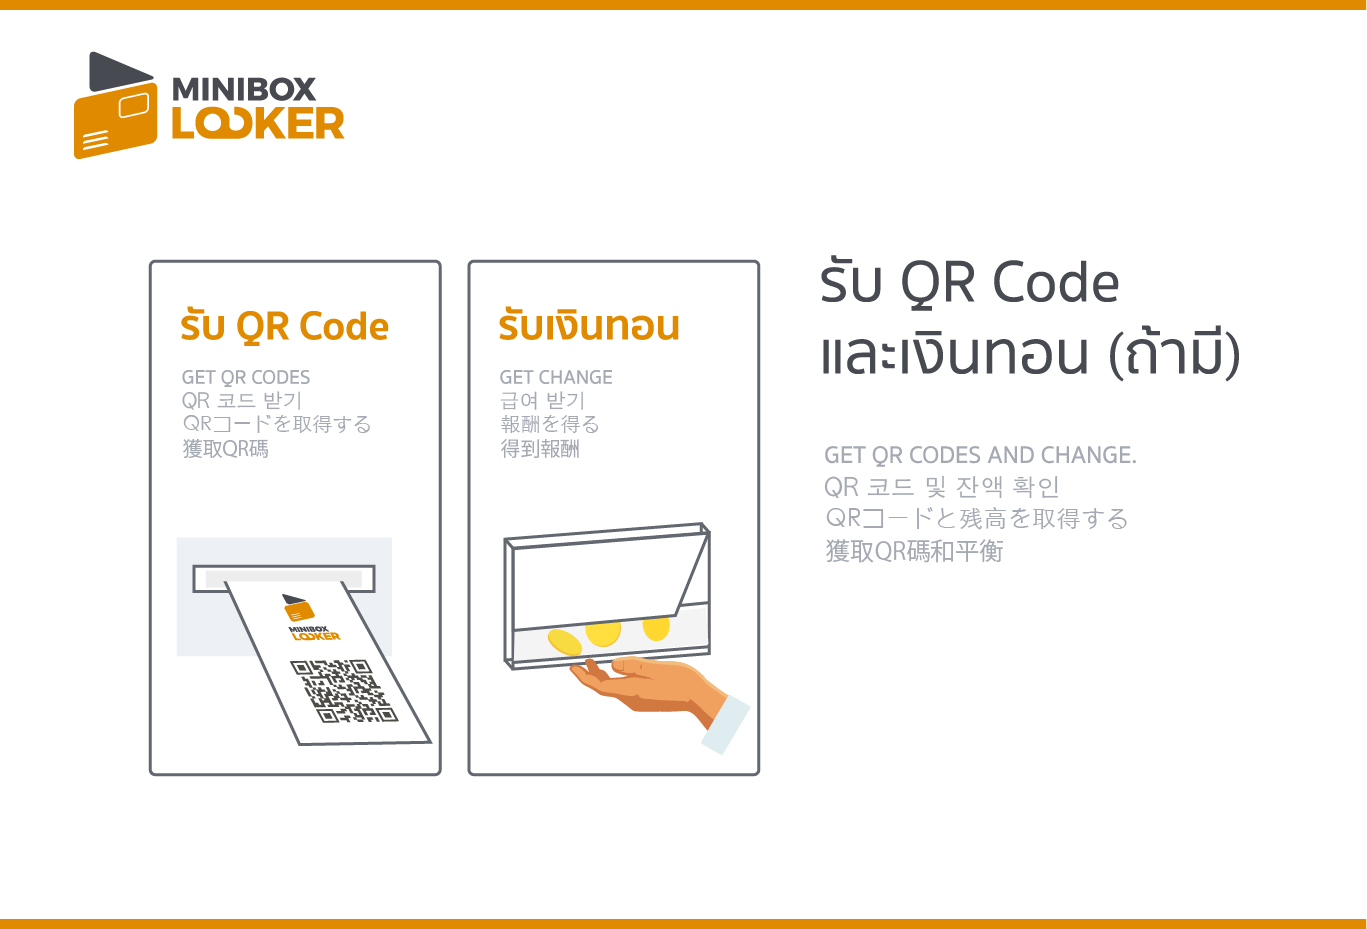 MINIBOX
LOOKER
รับ QR Code
GET QR CODES
QR 코드 받기
QRコードを取得する
獲取QR碼
MINIBOX
LOOKER
รับเงินทอน
GET CHANGE
급여 받기
報酬を得る
得到報酬
รับ QR Code
และเงินทอน (ถ้ามี)
GET QR CODES AND CHANGE.
QR 코드 및 잔액 확인
QRコードと残高を取得する
獲取QR碼和平衡